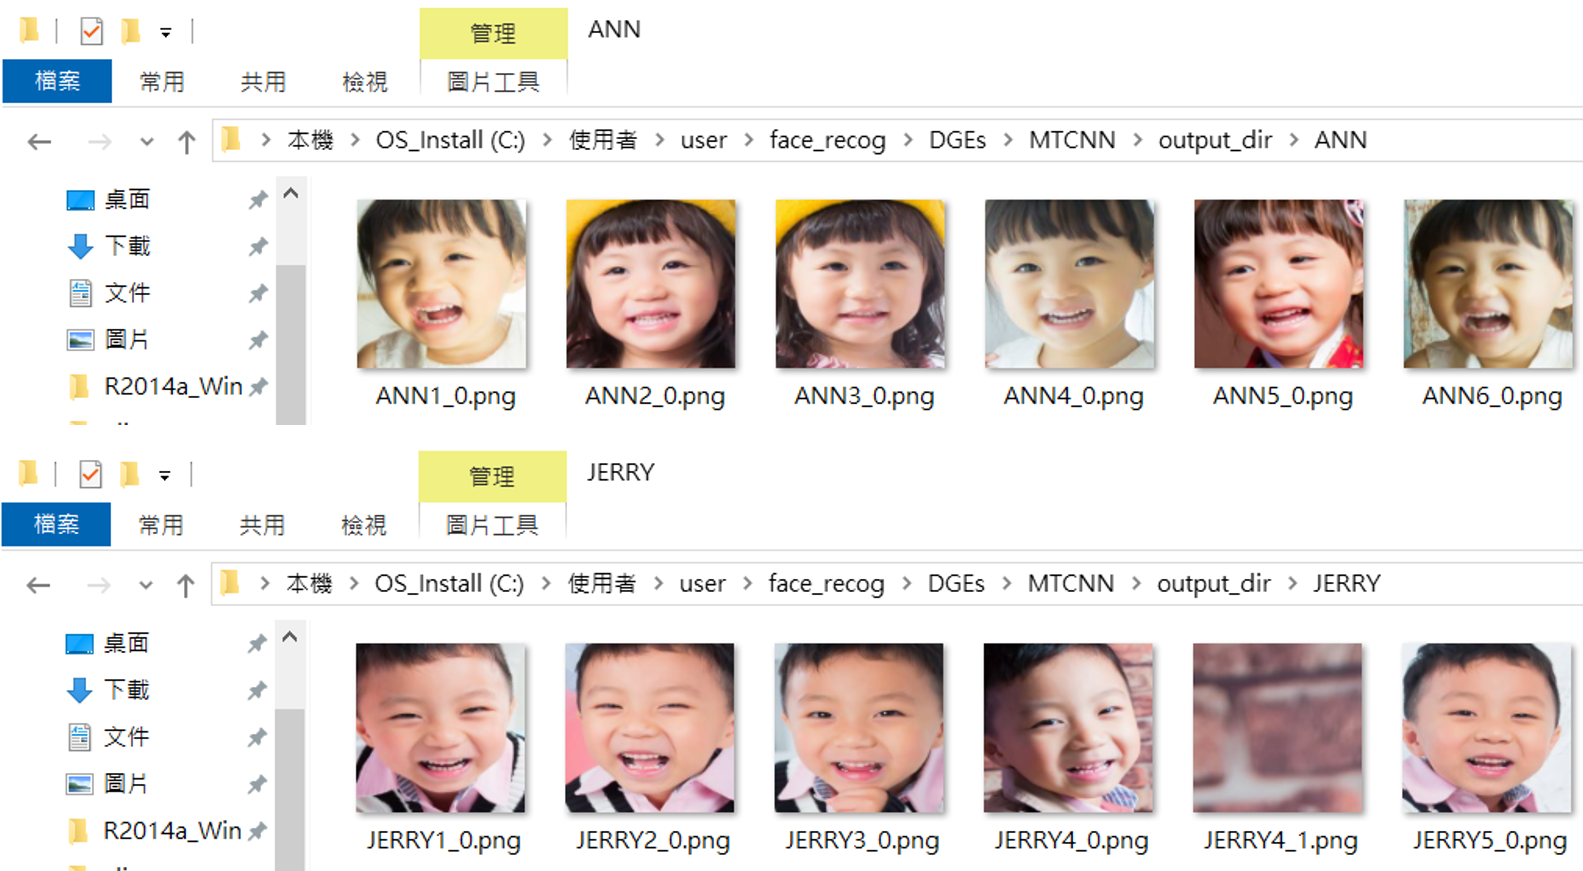 管理 ANN
檔案 常用 共用 檢視 圖片工具
本機 OS_Install (C:) 使用者 user face_recog DGEs MTCNN output_dir ANN
桌面
下載
文件
圖片
R2014a_Win
ANN1_0.png ANN2_0.png ANN3_0.png ANN4_0.png ANN5_0.png ANN6_0.png
管理 JERRY
檔案 常用 共用 檢視 圖片工具
本機 OS_Install (C:) 使用者 user face_recog DGEs MTCNN output_dir JERRY
桌面
下載
文件
圖片
R2014a_Win
JERRY1_0.png JERRY2_0.png JERRY3_0.png JERRY4_0.png JERRY4_1.png JERRY5_0.png